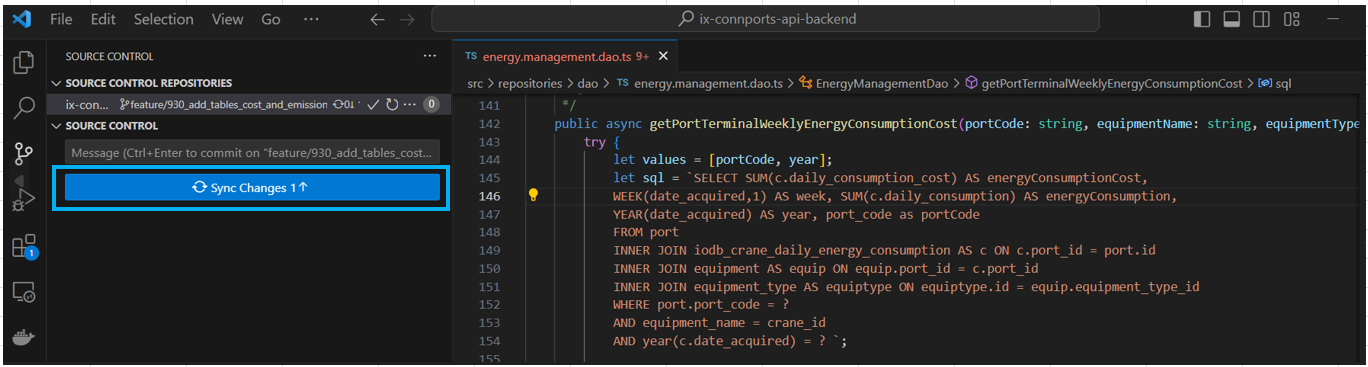 File Edit Selection View Go ··· ix-connports-api-backend
SOURCE CONTROL ···
SOURCE CONTROL REPOSITORIES
ix-con... feature/930_add_tables_cost_and_emission 0↓ ··· 0
SOURCE CONTROL
Message (Ctrl+Enter to commit on "feature/930_add_tables_cost...
Sync Changes 1↑
1
TS energy.management.dao.ts 9+ ×
src > repositories > dao > TS energy.management.dao.ts > EnergyManagementDao > getPortTerminalWeeklyEnergyConsumptionCost > sql
141 */
142 public async getPortTerminalWeeklyEnergyConsumptionCost(portCode: string, equipmentName: string, equipmentType
143 try {
144 let values = [portCode, year];
145 let sql = `SELECT SUM(c.daily_consumption_cost) AS energyConsumptionCost,
146 WEEK(date_acquired,1) AS week, SUM(c.daily_consumption) AS energyConsumption,
147 YEAR(date_acquired) AS year, port_code as portCode
148 FROM port
149 INNER JOIN iodb_crane_daily_energy_consumption AS c ON c.port_id = port.id
150 INNER JOIN equipment AS equip ON equip.port_id = c.port_id
151 INNER JOIN equipment_type AS equiptype ON equiptype.id = equip.equipment_type_id
152 WHERE port.port_code = ?
153 AND equipment_name = crane_id
154 AND year(c.date_acquired) = ? `;
155